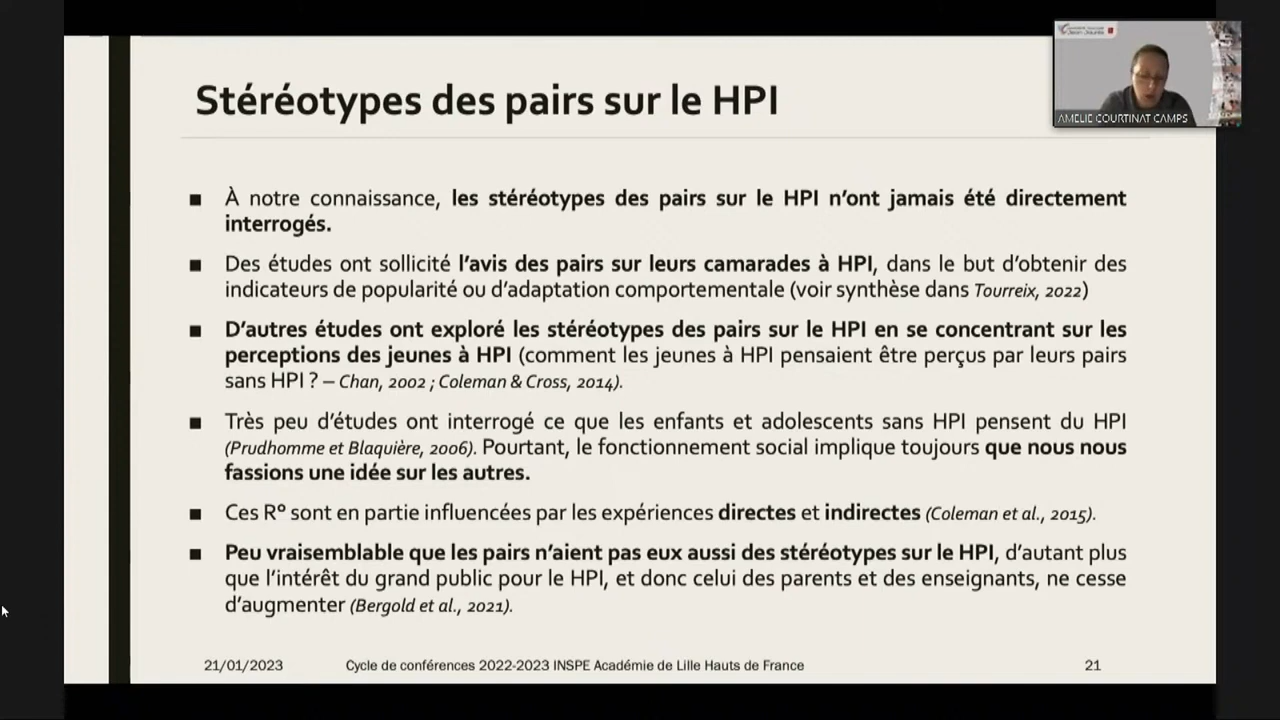 Stéréotypes des pairs sur le HPI
Jean Jaurès
AMELIE COURTINAT CAMPS
■ À notre connaissance, les stéréotypes des pairs sur le HPI n’ont jamais été directement
interrogés.
■ Des études ont sollicité l’avis des pairs sur leurs camarades à HPI, dans le but d’obtenir des
indicateurs de popularité ou d’adaptation comportementale (voir synthèse dans Tourreix, 2022)
■ D’autres études ont exploré les stéréotypes des pairs sur le HPI en se concentrant sur les
perceptions des jeunes à HPI (comment les jeunes à HPI pensaient être perçus par leurs pairs
sans HPI ? – Chan, 2002 ; Coleman & Cross, 2014).
■ Très peu d’études ont interrogé ce que les enfants et adolescents sans HPI pensent du HPI
(Prudhomme et Blaquière, 2006). Pourtant, le fonctionnement social implique toujours que nous nous
fassions une idée sur les autres.
■ Ces R° sont en partie influencées par les expériences directes et indirectes (Coleman et al., 2015).
■ Peu vraisemblable que les pairs n’aient pas eux aussi des stéréotypes sur le HPI, d’autant plus
que l’intérêt du grand public pour le HPI, et donc celui des parents et des enseignants, ne cesse
d’augmenter (Bergold et al., 2021).
21/01/2023 Cycle de conférences 2022-2023 INSPE Académie de Lille Hauts de France 21